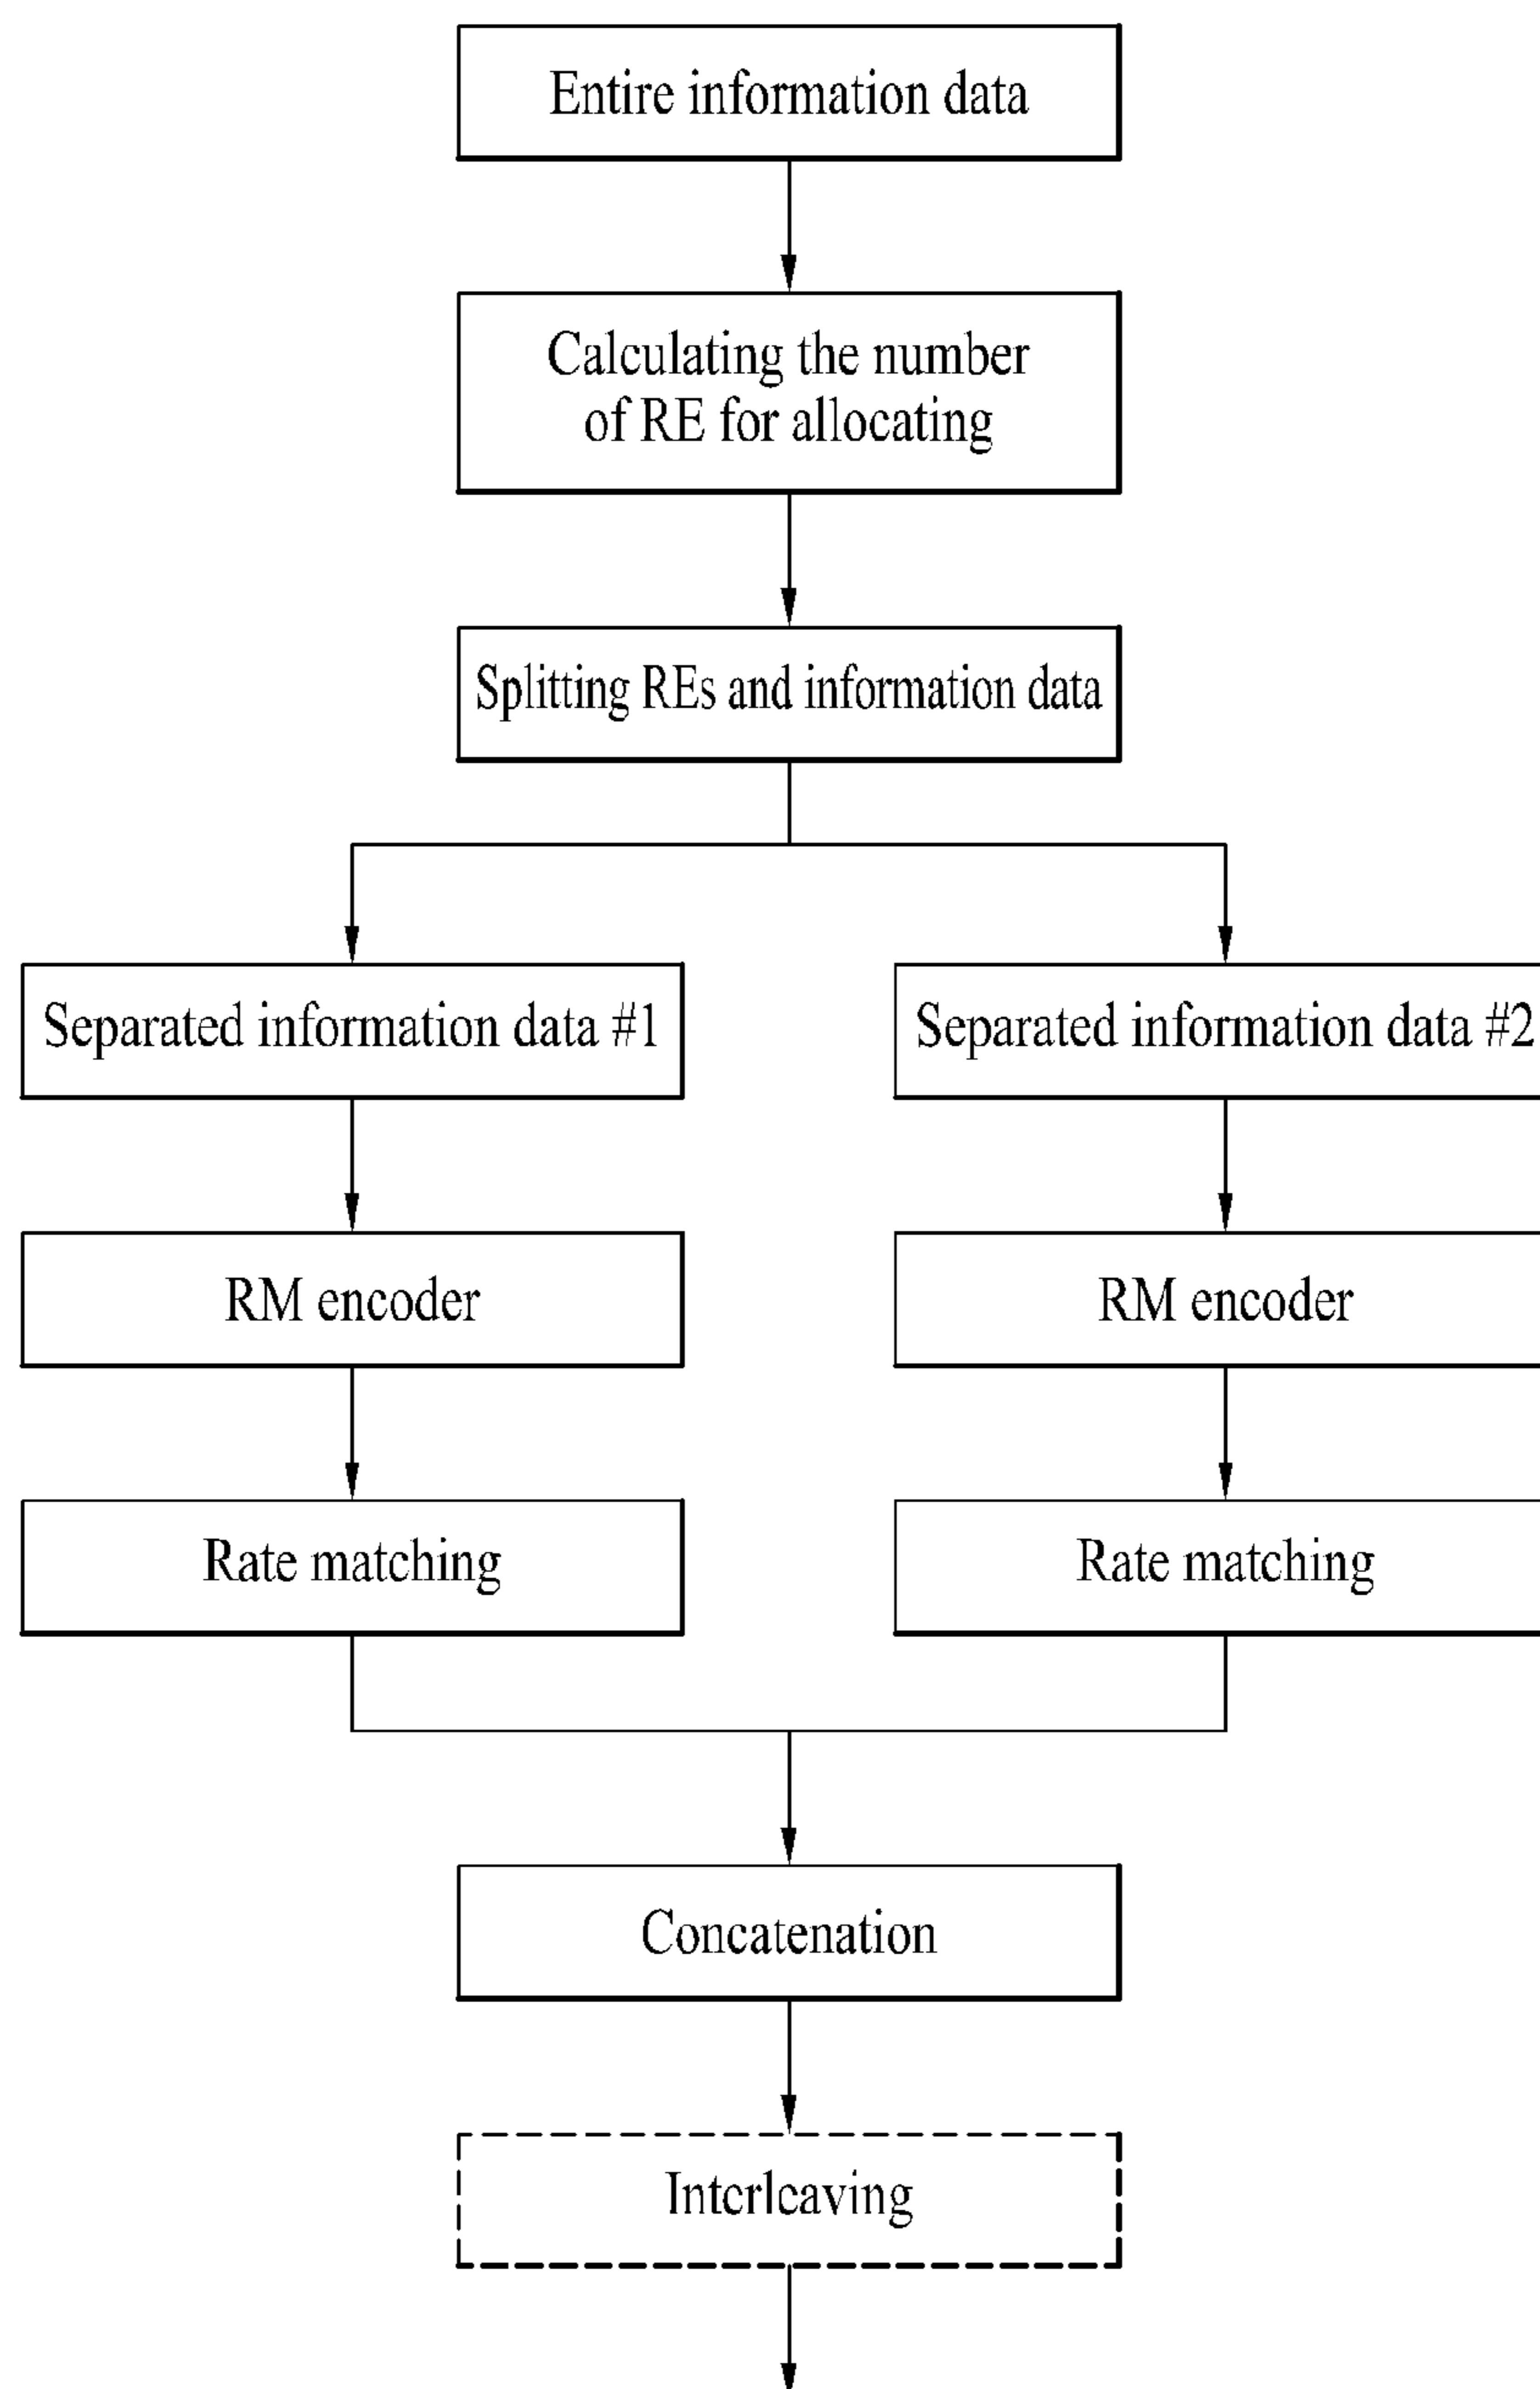 Entire information data
Calculating the number
of RE for allocating
Splitting REs and information data
Separated information data #1
Separated information data #2
RM encoder
RM encoder
Rate matching
Rate matching
Concatenation
Interleaving